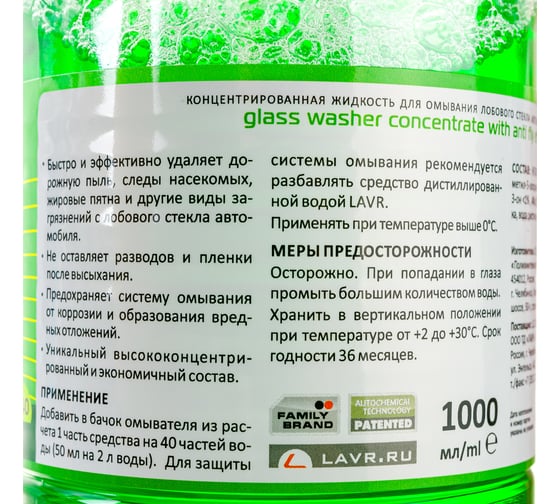 КОНЦЕНТРИРОВАННАЯ ЖИДКОСТЬ ДЛЯ ОМЫВАНИЯ ЛОБОВОГО СТЕКЛА
glass washer concentrate with anti fly
• Быстро и эффективно удаляет до-
рожную пыль, следы насекомых,
жировые пятна и другие виды за-
грязнений с лобового стекла авто-
мобиля.
• Не оставляет разводов и пленки
после высыхания.
• Предохраняет систему омывания
от коррозии и образования вред-
ных отложений.
• Уникальный высококонцентри-
рованный и экономичный состав.
ПРИМЕНЕНИЕ
Добавить в бачок омывателя из рас-
чета 1 часть средства на 40 частей во-
ды (50 мл на 2 л воды). Для защиты
системы омывания рекомендуется
разбавлять средство дистиллирован-
ной водой LAVR.
Применять при температуре выше 0°С.
МЕРЫ ПРЕДОСТОРОЖНОСТИ
Осторожно. При попадании в глаза
промыть большим количеством воды.
Хранить в вертикальном положении
при температуре от +2 до +30°С. Срок
годности 36 месяцев.
FAMILY
BRAND
AUTOCHEMICAL
TECHNOLOGY
PATENTED
LAVR.RU
1000
мл/ml e